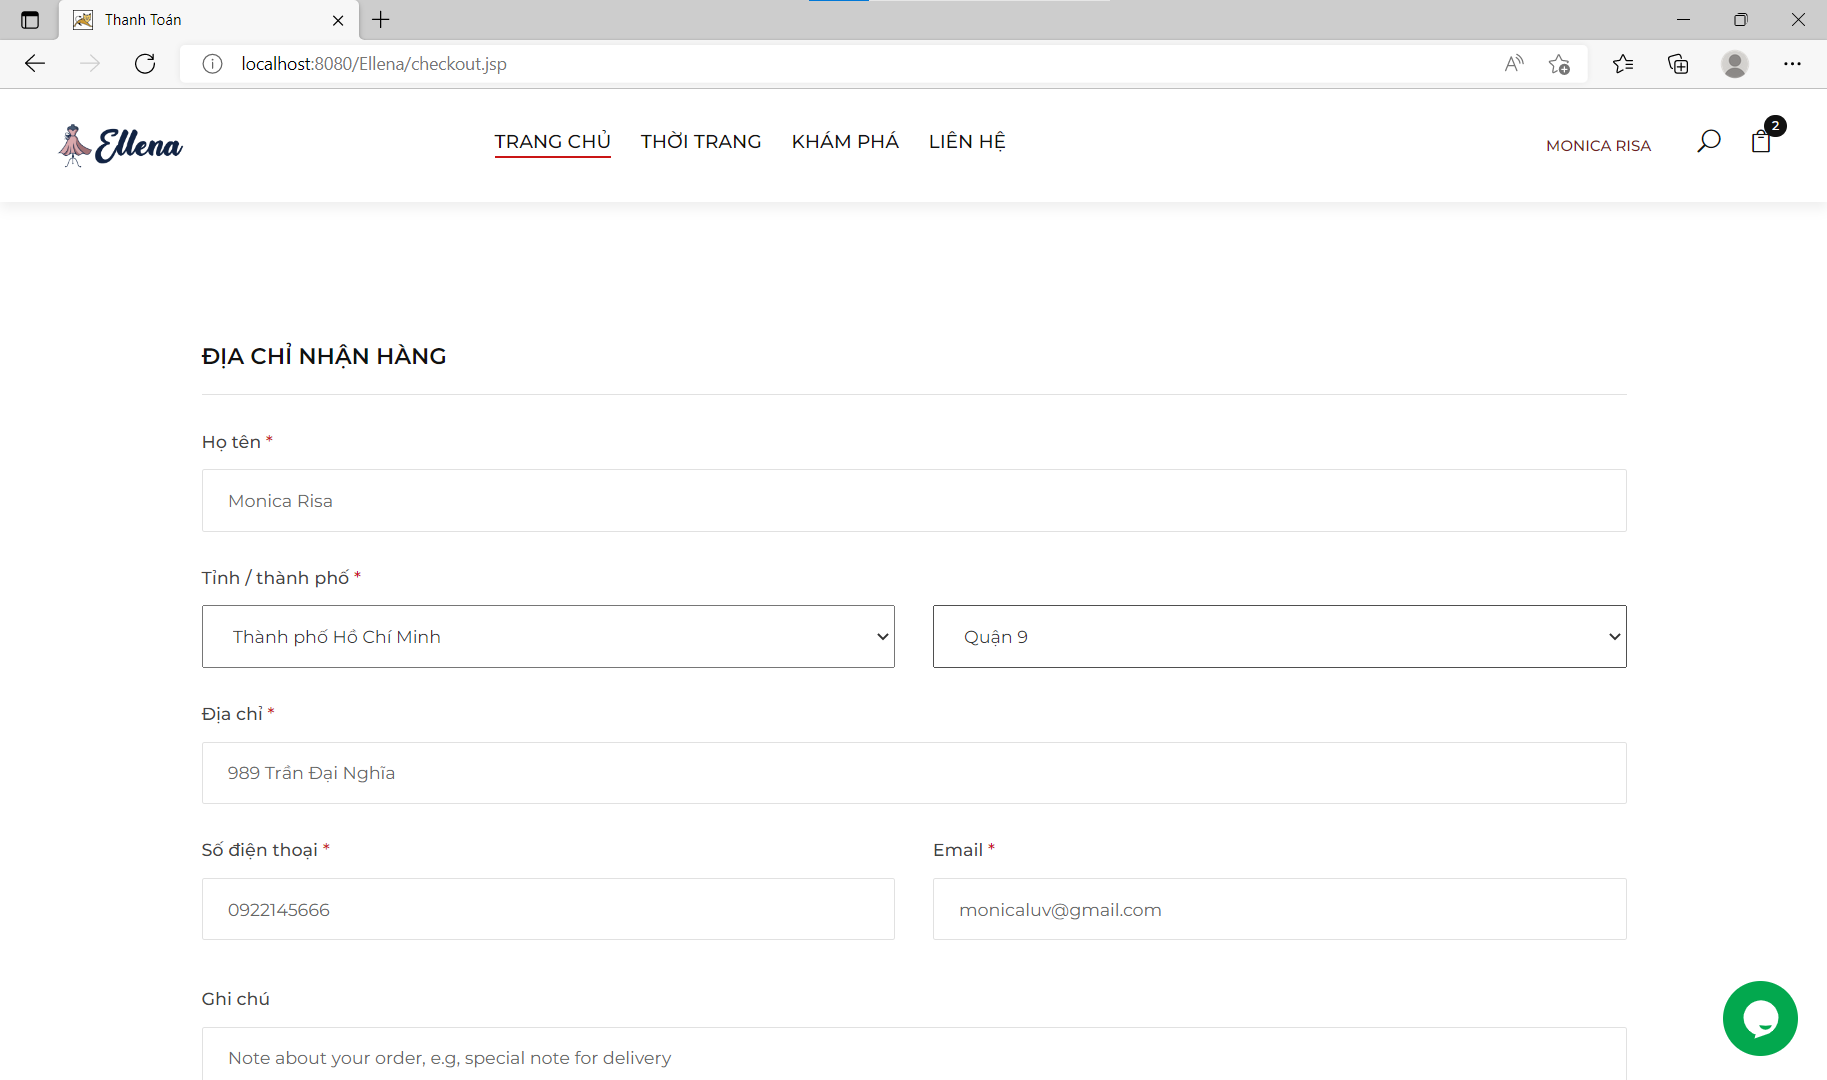 Thanh Toán
localhost:8080/Ellena/checkout.jsp
Ellena
TRANG CHỦ THỜI TRANG KHÁM PHÁ LIÊN HỆ
MONICA RISA
2
ĐỊA CHỈ NHẬN HÀNG
Họ tên *
Monica Risa
Tỉnh / thành phố *
Thành phố Hồ Chí Minh
Quận 9
Địa chỉ *
989 Trần Đại Nghĩa
Số điện thoại *
Email *
0922145666
monicaluv@gmail.com
Ghi chú
Note about your order, e.g, special note for delivery